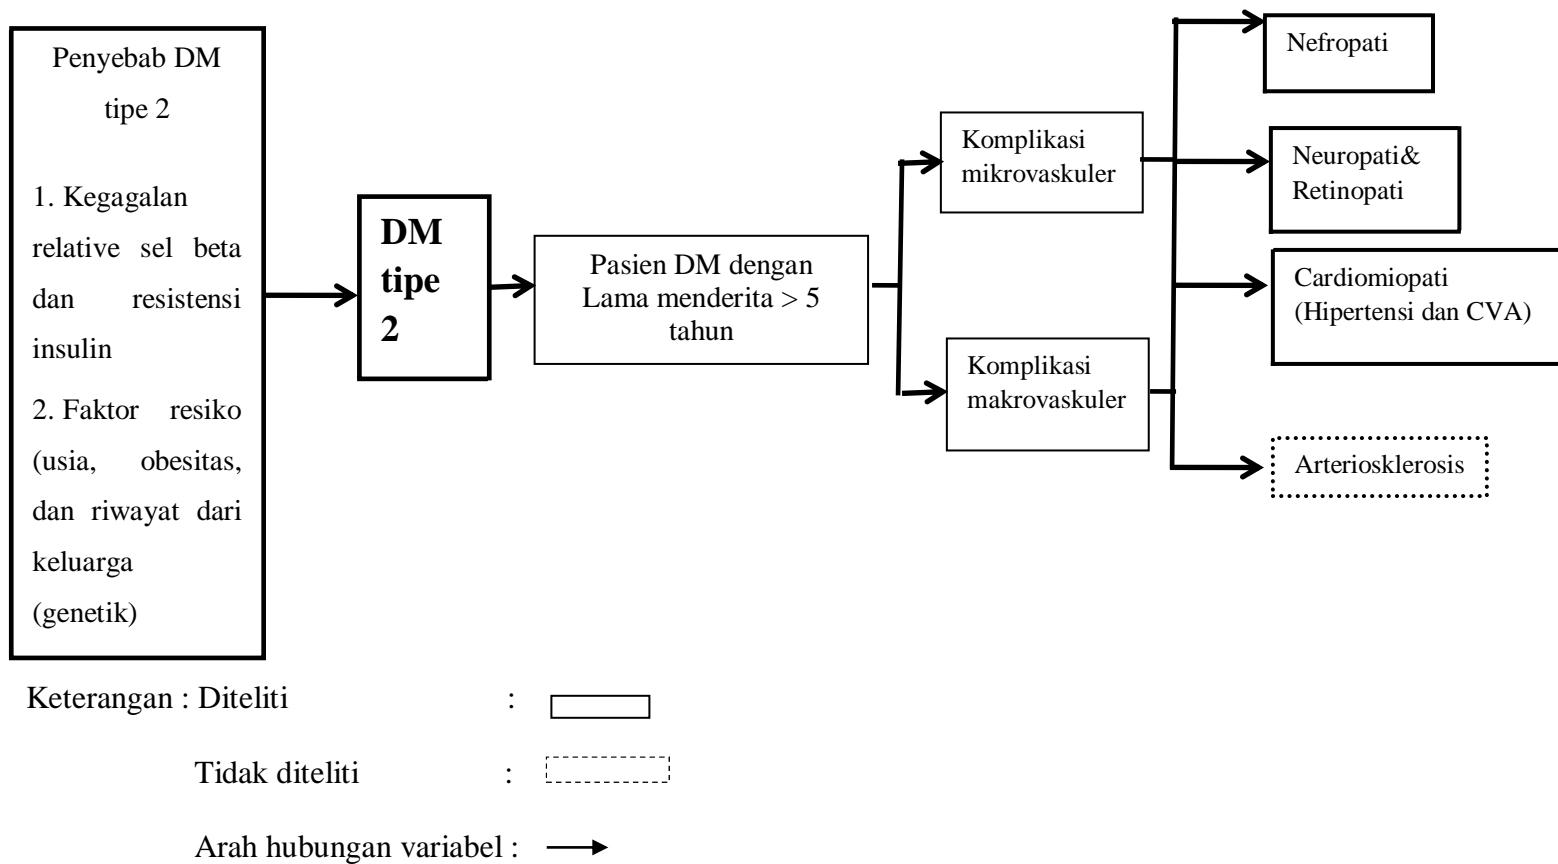 Penyebab DM
tipe 2
1. Kegagalan
relative sel beta
dan resistensi
insulin
2. Faktor resiko
(usia, obesitas,
dan riwayat dari
keluarga
(genetik)
DM
tipe
2
Pasien DM dengan
Lama menderita > 5
tahun
Komplikasi
mikrovaskuler
Komplikasi
makrovaskuler
Nefropati
Neuropati&
Retinopati
Cardiomiopati
(Hipertensi dan CVA)
Arteriosklerosis
Keterangan : Diteliti :
Tidak diteliti :
Arah hubungan variabel :